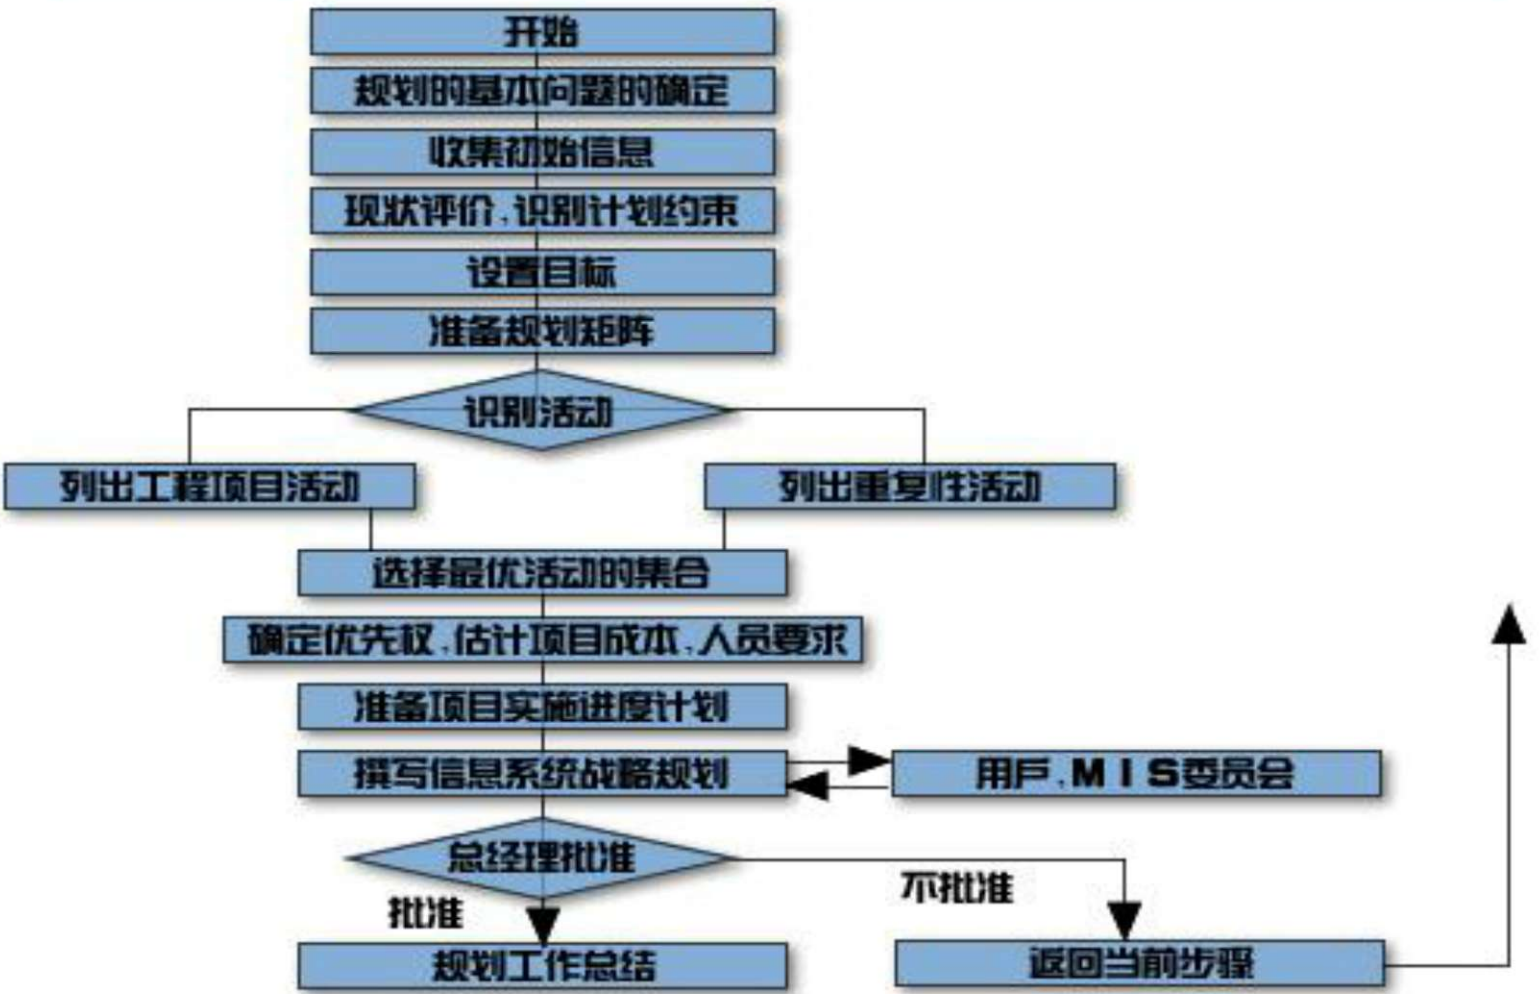 开始
规划的基本问题的确定
收集初始信息
现状评价,识别计划约束
设置目标
准备规划矩阵
识别活动
列出工程项目活动
列出重复性活动
选择最优活动的集合
确定优先权,估计项目成本,人员要求
准备项目实施进度计划
撰写信息系统战略规划
用戶,MIS委员会
总经理批准
批准
不批准
规划工作总结
返回当前步骤